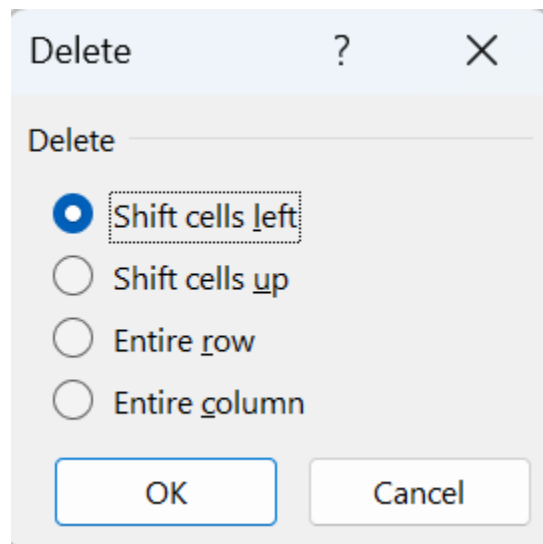 Delete ?
Delete
Shift cells left
Shift cells up
Entire row
Entire column
OK Cancel